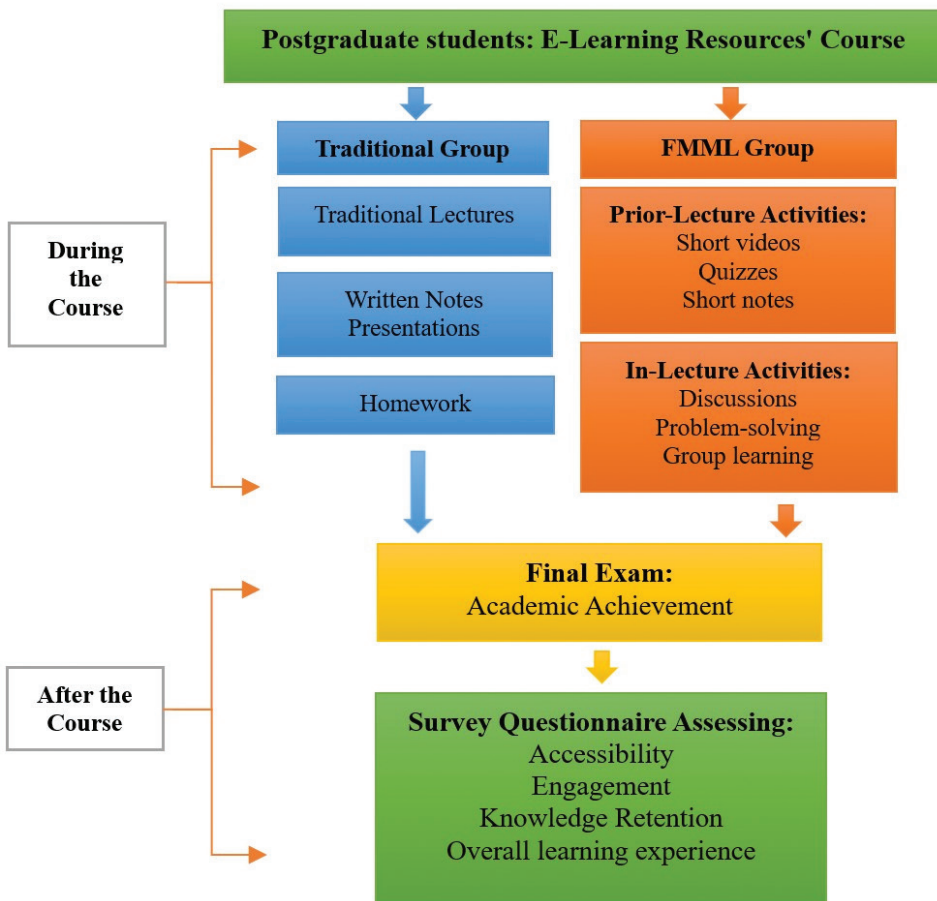 Postgraduate students: E-Learning Resources' Course
Traditional Group
FMML Group
Traditional Lectures
Prior-Lecture Activities:
Short videos
Quizzes
Short notes
During
the
Course
Written Notes
Presentations
In-Lecture Activities:
Discussions
Problem-solving
Group learning
Homework
Final Exam:
Academic Achievement
After the
Course
Survey Questionnaire Assessing:
Accessibility
Engagement
Knowledge Retention
Overall learning experience